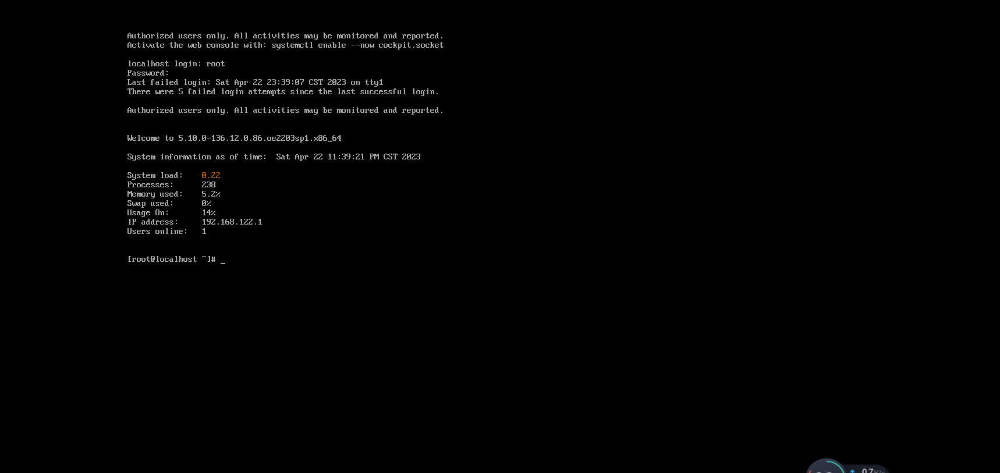 Authorized users only. All activities may be monitored and reported.
Activate the web console with: systemctl enable --now cockpit.socket
localhost login: root
Password:
Last failed login: Sat Apr 22 23:39:07 CST 2023 on tty1
There were 5 failed login attempts since the last successful login.
Authorized users only. All activities may be monitored and reported.
Welcome to 5.10.0-136.12.0.86.oe2203sp1.x86_64
System information as of time:  Sat Apr 22 11:39:21 PM CST 2023
System load:    0.22
Processes:      238
Memory used:    5.2%
Swap used:      0%
Usage On:       14%
IP address:     192.168.122.1
Users online:   1
[root@localhost ~]# _